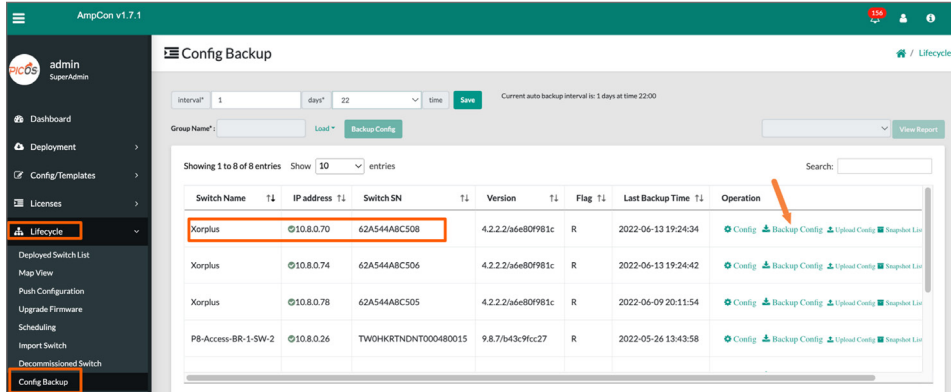 AmpCon v1.7.1
156
PICOS
admin
SuperAdmin
Dashboard
Deployment
Config/Templates
Licenses
Lifecycle
Deployed Switch List
Map View
Push Configuration
Upgrade Firmware
Scheduling
Import Switch
Decommissioned Switch
Config Backup
Config Backup
/ Lifecycle
interval* 1 days* 22 time Save Current auto backup interval is: 1 days at time 22:00
Group Name* : Load Backup Config View Report
Showing 1 to 8 of 8 entries Show 10 entries Search:
Switch Name IP address Switch SN Version Flag Last Backup Time Operation
Xorplus 10.8.0.70 62A544A8C508 4.2.2.2/a6e80f981c R 2022-06-13 19:24:34 Config Backup Config Upload Config Snapshot List
Xorplus 10.8.0.74 62A544A8C506 4.2.2.2/a6e80f981c R 2022-06-13 19:24:42 Config Backup Config Upload Config Snapshot List
Xorplus 10.8.0.78 62A544A8C505 4.2.2.2/a6e80f981c R 2022-06-09 20:11:54 Config Backup Config Upload Config Snapshot List
P8-Access-BR-1-SW-2 10.8.0.26 TW0HKRTNDNT000480015 9.8.7/b43c9fcc27 R 2022-05-26 13:43:58 Config Backup Config Upload Config Snapshot List